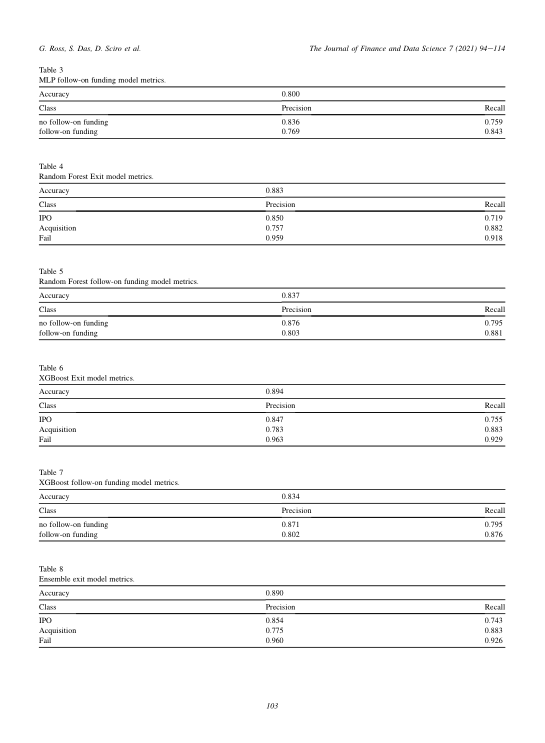 G. Ross, S. Das, D. Sciro et al. The Journal of Finance and Data Science 7 (2021) 94–114
Table 3
MLP follow-on funding model metrics.
Accuracy 0.800
Class Precision Recall
no follow-on funding 0.836 0.759
follow-on funding 0.769 0.843
Table 4
Random Forest Exit model metrics.
Accuracy 0.883
Class Precision Recall
IPO 0.850 0.719
Acquisition 0.757 0.882
Fail 0.959 0.918
Table 5
Random Forest follow-on funding model metrics.
Accuracy 0.837
Class Precision Recall
no follow-on funding 0.876 0.795
follow-on funding 0.803 0.881
Table 6
XGBoost Exit model metrics.
Accuracy 0.894
Class Precision Recall
IPO 0.847 0.755
Acquisition 0.783 0.883
Fail 0.963 0.929
Table 7
XGBoost follow-on funding model metrics.
Accuracy 0.834
Class Precision Recall
no follow-on funding 0.871 0.795
follow-on funding 0.802 0.876
Table 8
Ensemble exit model metrics.
Accuracy 0.890
Class Precision Recall
IPO 0.854 0.743
Acquisition 0.775 0.883
Fail 0.960 0.926
103